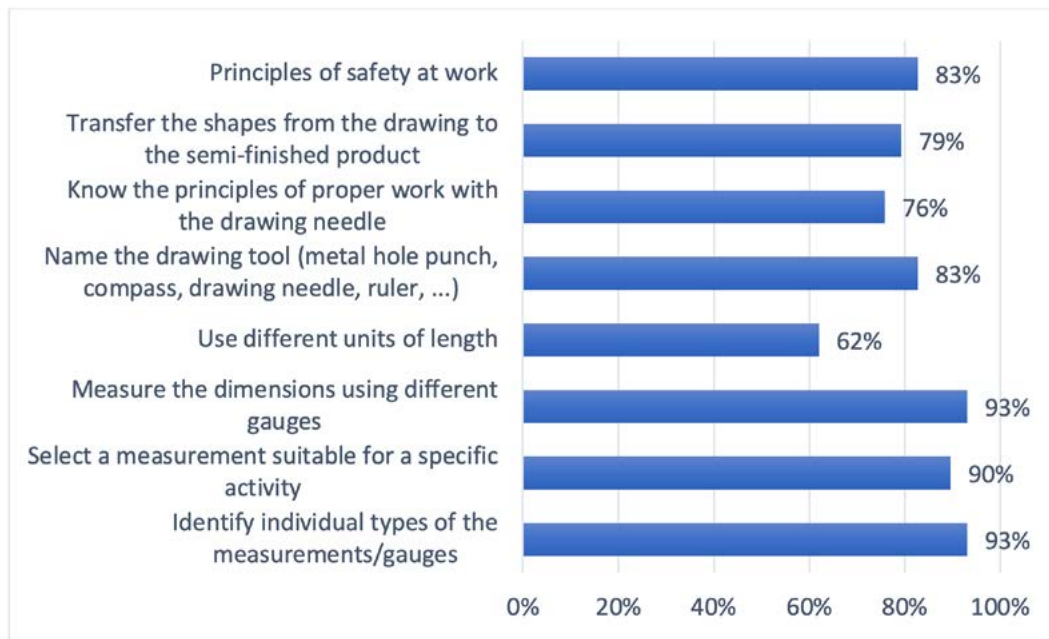 Principles of safety at work
83%
Transfer the shapes from the drawing to
the semi-finished product
79%
Know the principles of proper work with
the drawing needle
76%
Name the drawing tool (metal hole punch,
compass, drawing needle, ruler, ...)
83%
Use different units of length
62%
Measure the dimensions using different
gauges
93%
Select a measurement suitable for a specific
activity
90%
Identify individual types of the
measurements/gauges
93%
0% 20% 40% 60% 80% 100%